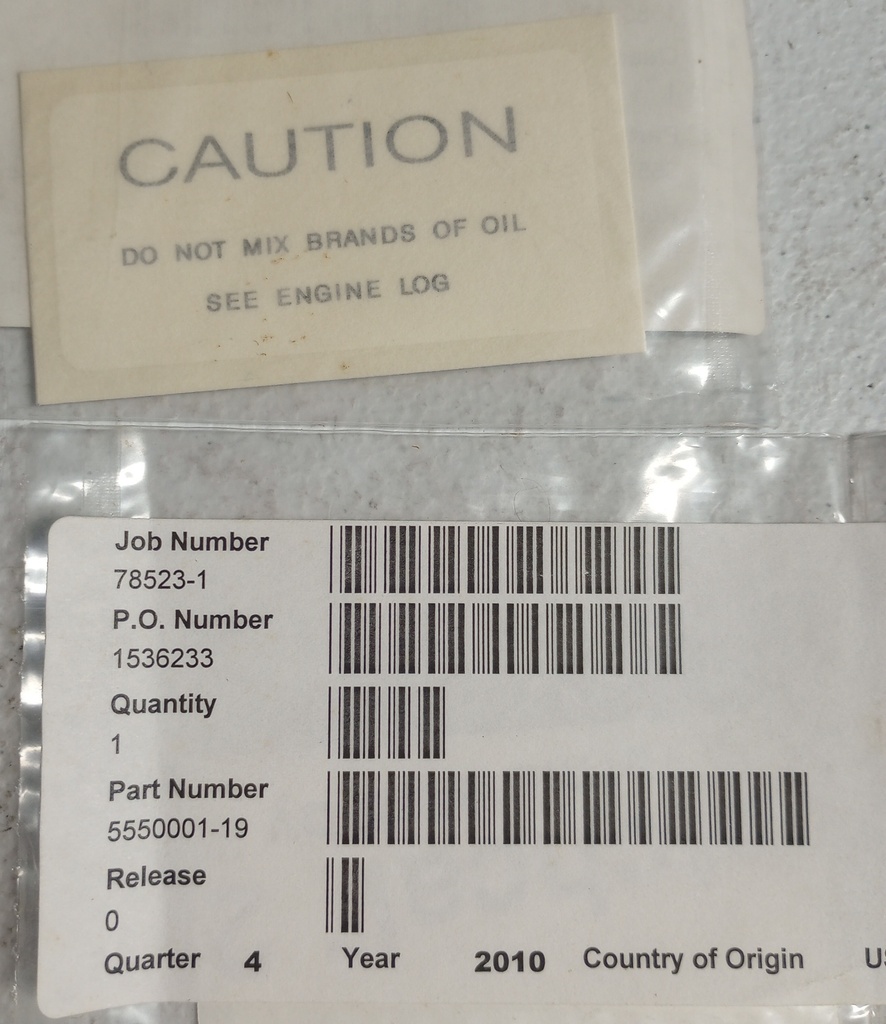 CAUTION
DO NOT MIX BRANDS OF OIL
SEE ENGINE LOG
Job Number
78523-1
P.O. Number
1536233
Quantity
1
Part Number
5550001-19
Release
0
Quarter 4 Year 2010 Country of Origin